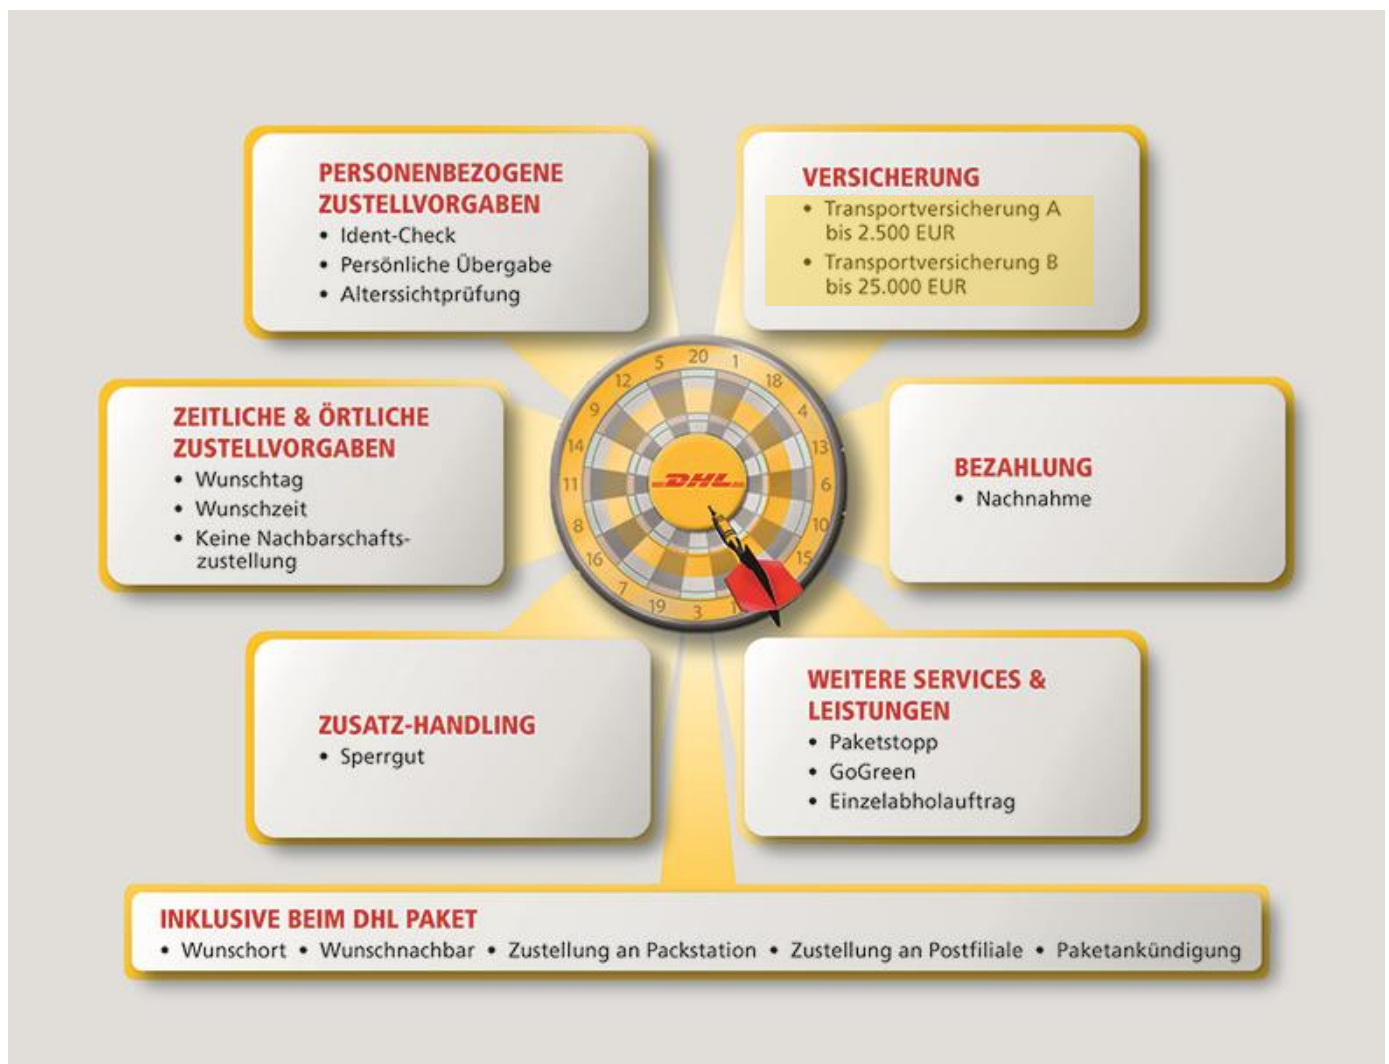 PERSONENBEZOGENE
ZUSTELLVORGABEN
• Ident-Check
• Persönliche Übergabe
• Alterssichtprüfung
VERSICHERUNG
• Transportversicherung A
bis 2.500 EUR
• Transportversicherung B
bis 25.000 EUR
ZEITLICHE & ÖRTLICHE
ZUSTELLVORGABEN
• Wunschtag
• Wunschzeit
• Keine Nachbarschafts-
zustellung
20
1
18
4
13
6
10
15
3
19
7
16
8
11
14
9
12
5
DHL
BEZAHLUNG
• Nachnahme
ZUSATZ-HANDLING
• Sperrgut
WEITERE SERVICES &
LEISTUNGEN
• Paketstopp
• GoGreen
• Einzelabholauftrag
INKLUSIVE BEIM DHL PAKET
• Wunschort • Wunschnachbar • Zustellung an Packstation • Zustellung an Postfiliale • Paketankündigung